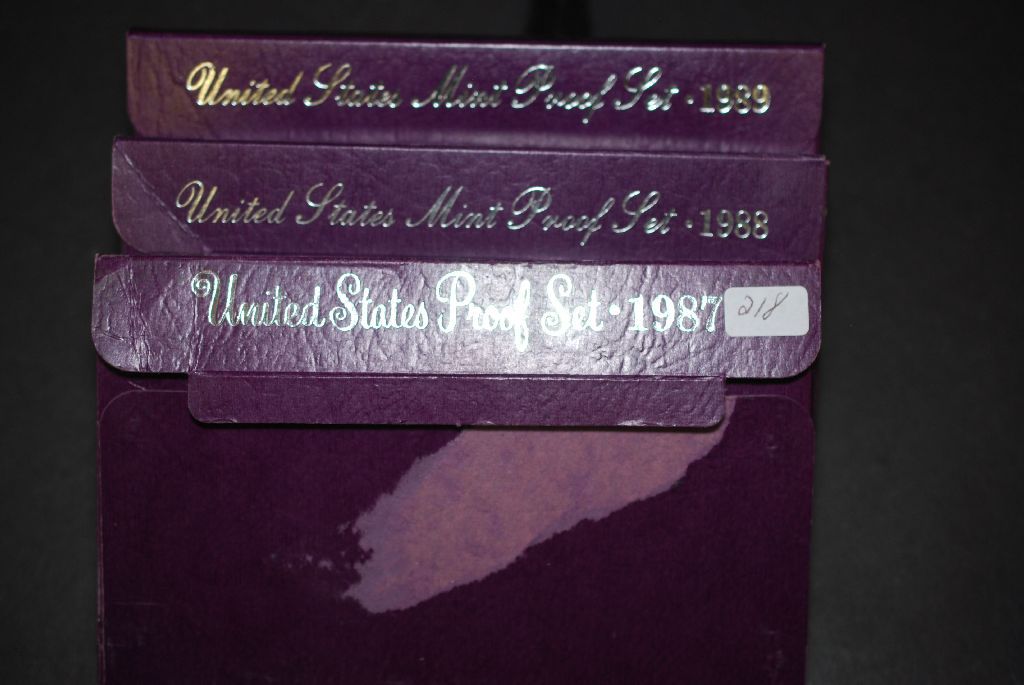 United States Mint Proof Set · 1989
United States Mint Proof Set · 1988
United States Proof Set · 1987
218